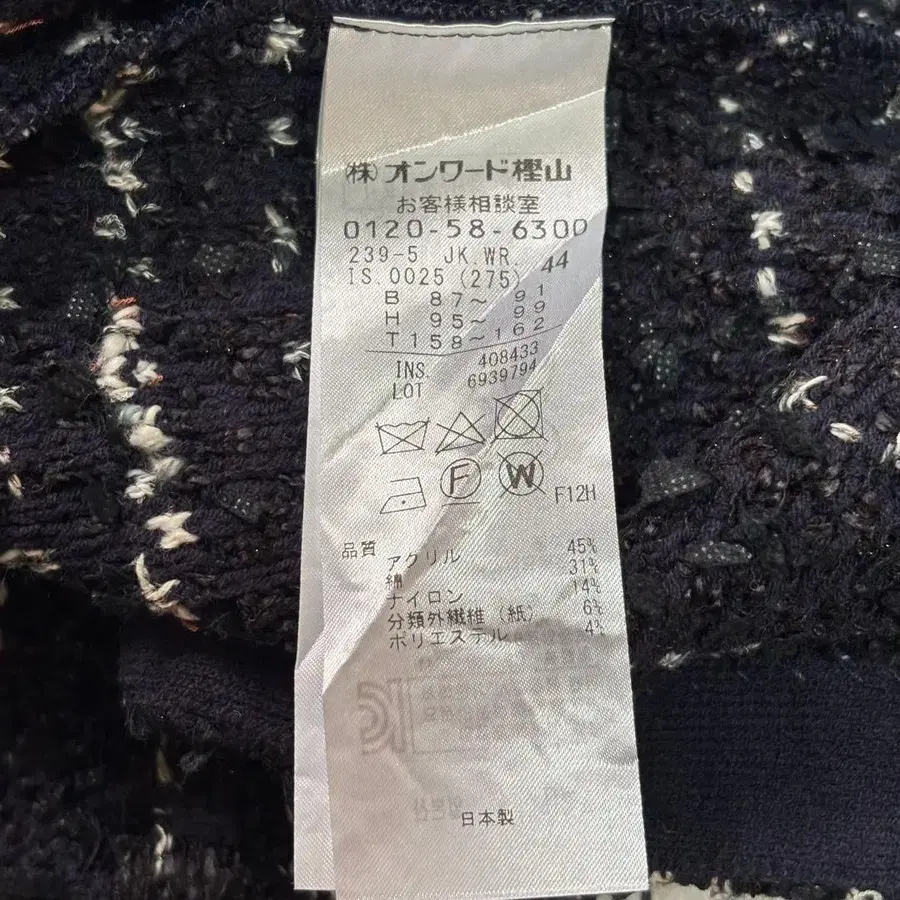 ㈱オンワード樫山
お客様相談室
0120-58-6300
239-5 JK.WR.
IS.0025 (275) 44
B 87～ 91
H 95～ 99
T158～162
INS. 408433
LOT 6939794
F W F12H
品質
アクリル 45%
綿 31%
ナイロン 14%
分類外繊維(紙) 6%
ポリエステル 4%
日本製